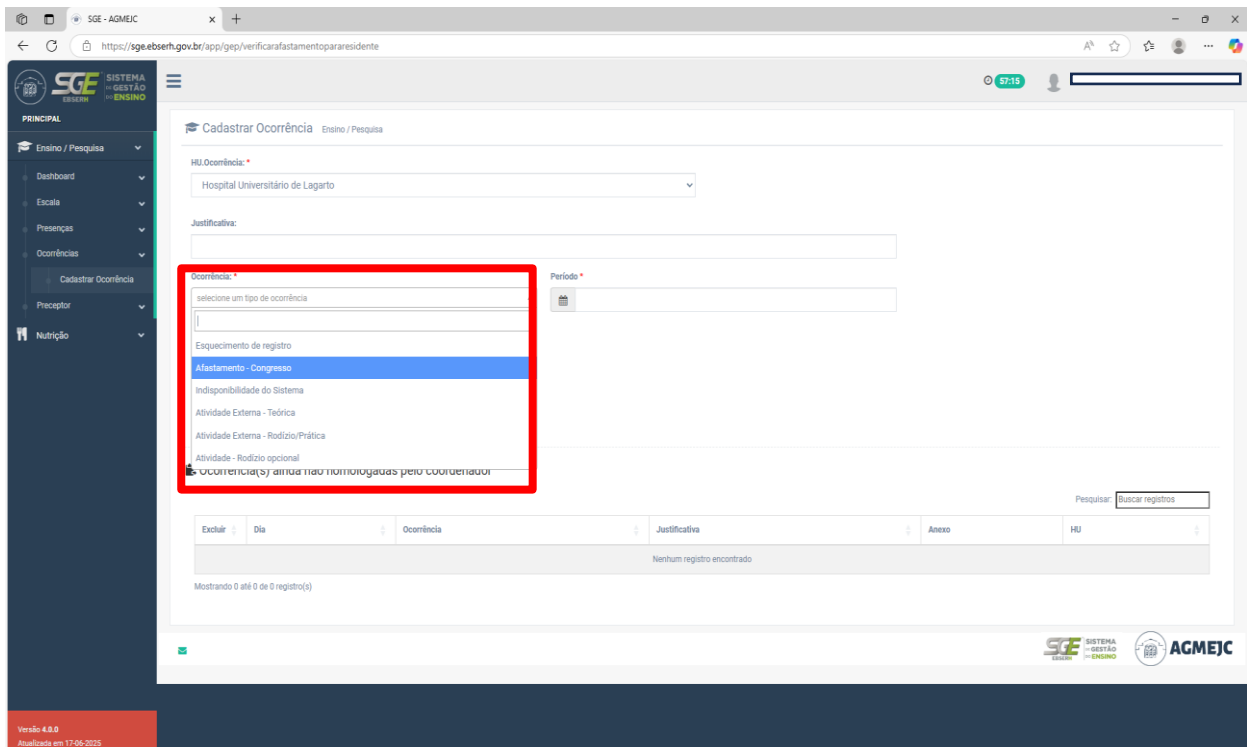 SGE - AGMEJC
https://sge.ebserh.gov.br/app/gep/verificarafastamentopararesidente
SGE EBSERH SISTEMA DE GESTÃO DO ENSINO
57:15
PRINCIPAL
Ensino / Pesquisa
Dashboard
Escala
Presenças
Ocorrências
Cadastrar Ocorrência
Preceptor
Nutrição
Cadastrar Ocorrência Ensino / Pesquisa
HU.Ocorrência: *
Hospital Universitário de Lagarto
Justificativa:
Ocorrência: * Período *
selecione um tipo de ocorrência
Esquecimento de registro
Afastamento - Congresso
Indisponibilidade do Sistema
Atividade Externa - Teórica
Atividade Externa - Rodízio/Prática
Atividade - Rodízio opcional
Ocorrência(s) ainda não homologadas pelo coordenador
Pesquisar: Buscar registros
Excluir Dia Ocorrência Justificativa Anexo HU
Nenhum registro encontrado
Mostrando 0 até 0 de 0 registro(s)
SGE EBSERH SISTEMA DE GESTÃO DO ENSINO AGMEJC
Versão 4.0.0
Atualizada em 17-06-2025